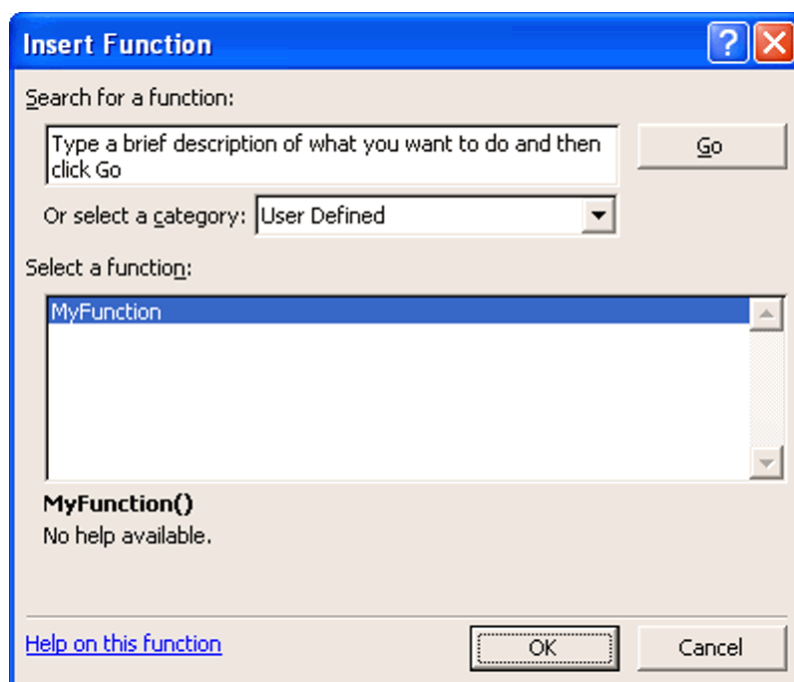 Insert Function
Search for a function:
Type a brief description of what you want to do and then
click Go
Go
Or select a category: User Defined
Select a function:
MyFunction
MyFunction()
No help available.
Help on this function
OK
Cancel